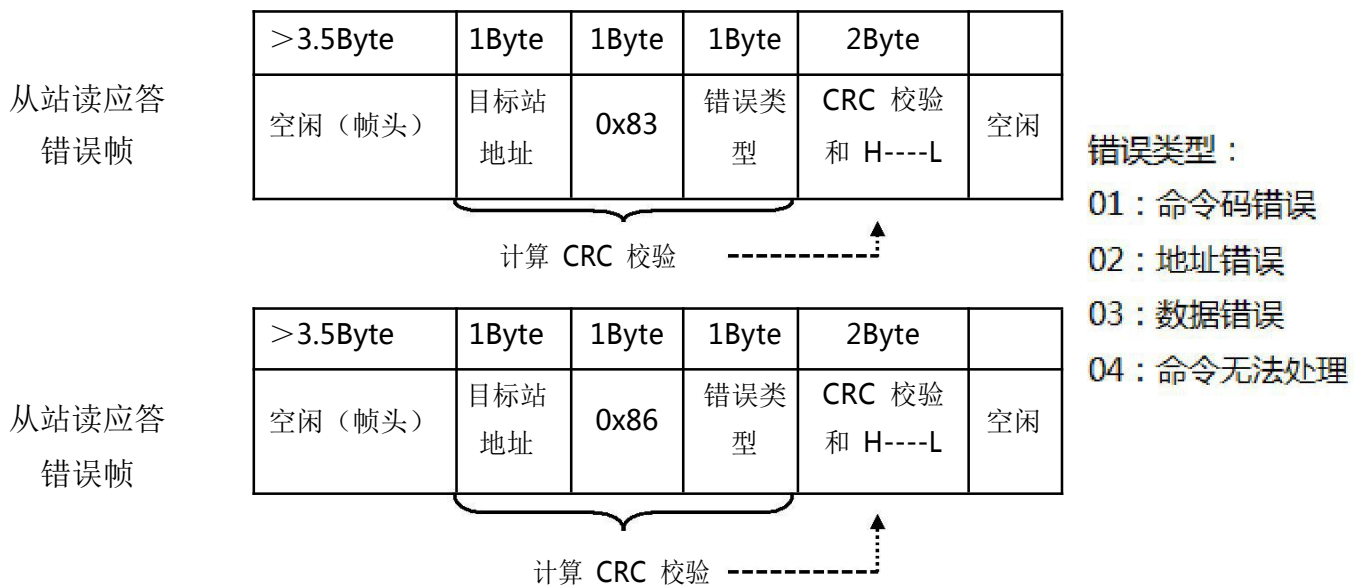 >3.5Byte 1Byte 1Byte 1Byte 2Byte
从站读应答
错误帧
空闲（帧头） 目标站 0x83 错误类 CRC 校验 空闲
地址 型 和 H----L
计算 CRC 校验
错误类型：
01：命令码错误
02：地址错误
03：数据错误
04：命令无法处理
>3.5Byte 1Byte 1Byte 1Byte 2Byte
从站读应答
错误帧
空闲（帧头） 目标站 0x86 错误类 CRC 校验 空闲
地址 型 和 H----L
计算 CRC 校验